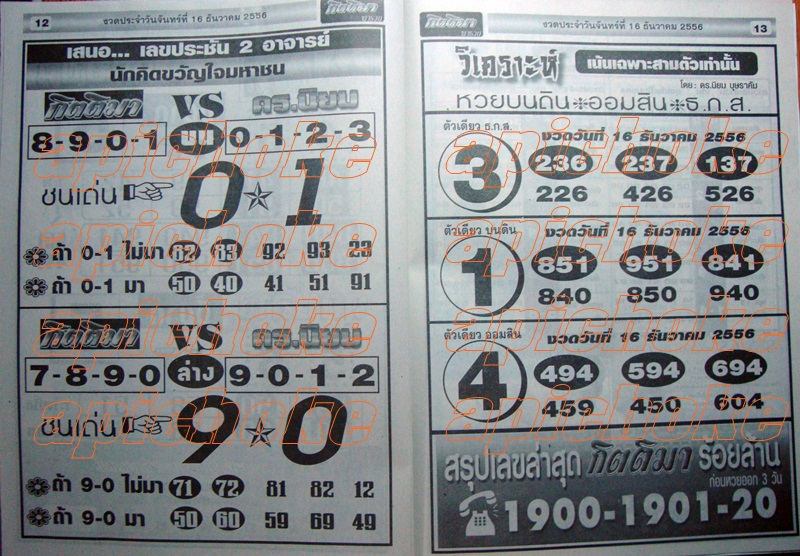 12
งวดประจำวันจันทร์ที่ 16 ธันวาคม 2556
กิตติมา
เสนอ... เลขประชัน 2 อาจารย์
นักคิดขวัญใจมหาชน
กิตติมา VS ดร.นิยม
8-9-0-1 บน 0-1-2-3
ชนเด่น 0 1
ถ้า 0-1 ไม่มา 82 83 92 93 23
ถ้า 0-1 มา 50 40 41 51 91
กิตติมา VS ดร.นิยม
7-8-9-0 ล่าง 9-0-1-2
ชนเด่น 9 0
ถ้า 9-0 ไม่มา 71 72 81 82 12
ถ้า 9-0 มา 50 60 59 69 49
กิตติมา
งวดประจำวันจันทร์ที่ 16 ธันวาคม 2556
13
วิเคราะห์ เน้นเฉพาะสามตัวเท่านั้น
โดย : ดร.นิยม บุษราคัม
หวยบนดิน ออมสิน ธ.ก.ส.
ตัวเดียว ธ.ก.ส. งวดวันที่ 16 ธันวาคม 2556
3
236 237 137
226 426 526
ตัวเดียว บนดิน งวดวันที่ 16 ธันวาคม 2556
1
851 951 841
840 850 940
ตัวเดียว ออมสิน งวดวันที่ 16 ธันวาคม 2556
4
494 594 694
459 450 604
สรุปเลขล่าสุด กิตติมา ร้อยล้าน
ก่อนหวยออก 3 วัน
1900-1901-20
apichoke
apichoke
apichoke
apichoke
apichoke
apichoke
apichoke
apichoke